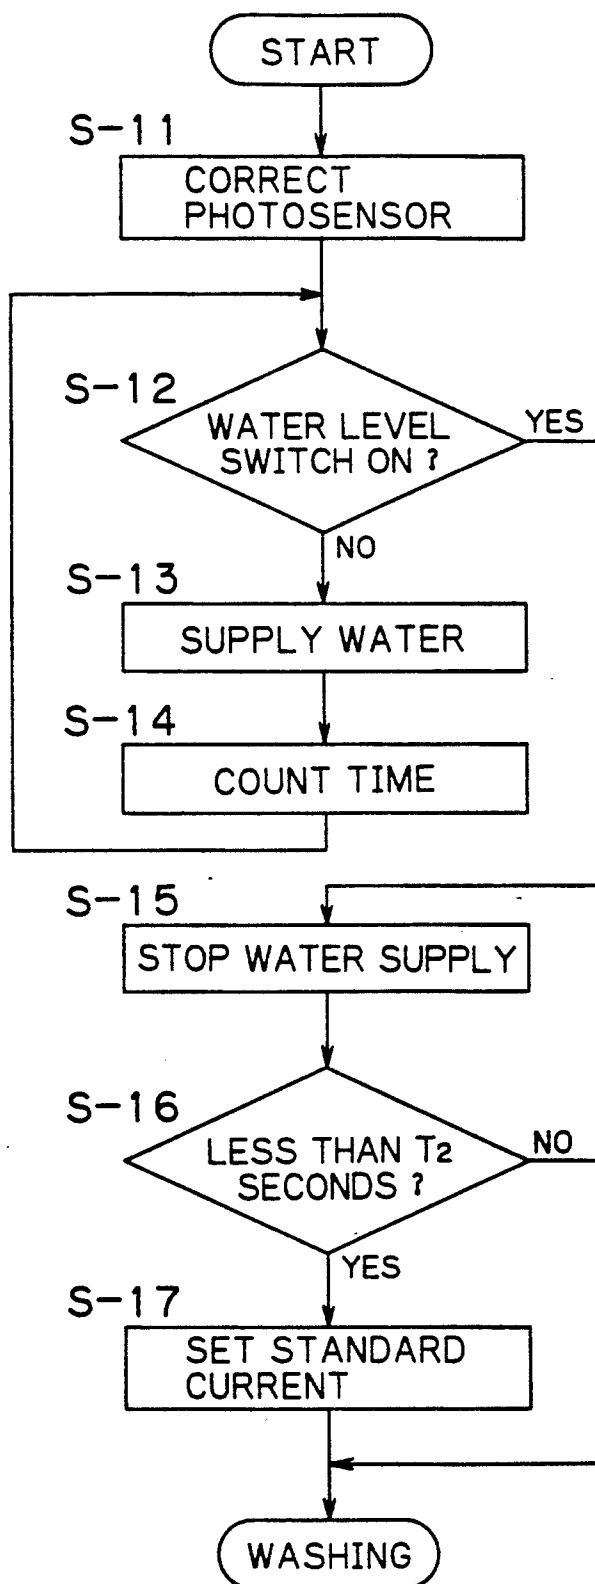 START
S-11
CORRECT
PHOTOSENSOR
S-12
WATER LEVEL
SWITCH ON ?
YES
NO
S-13
SUPPLY WATER
S-14
COUNT TIME
S-15
STOP WATER SUPPLY
S-16
LESS THAN T2
SECONDS ?
NO
YES
S-17
SET STANDARD
CURRENT
WASHING